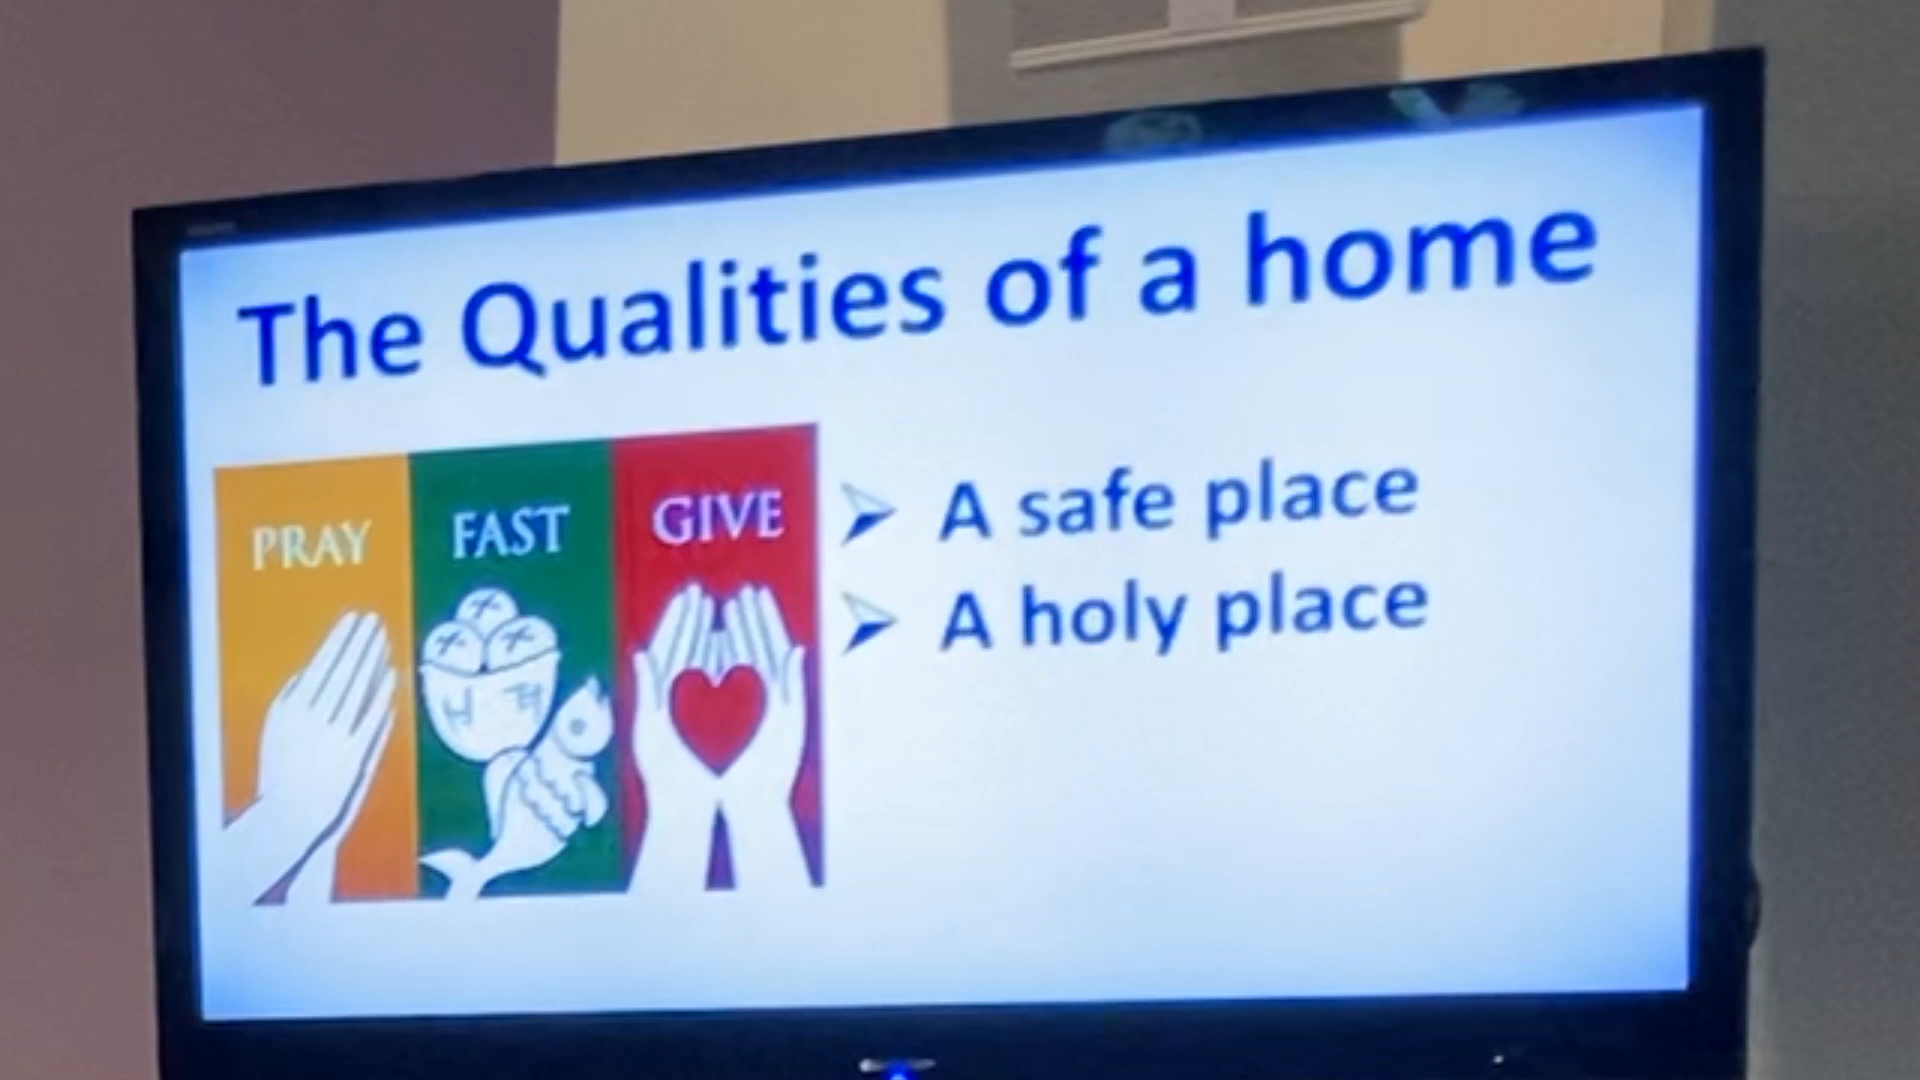 The Qualities of a home
PRAY
FAST
GIVE
A safe place
A holy place